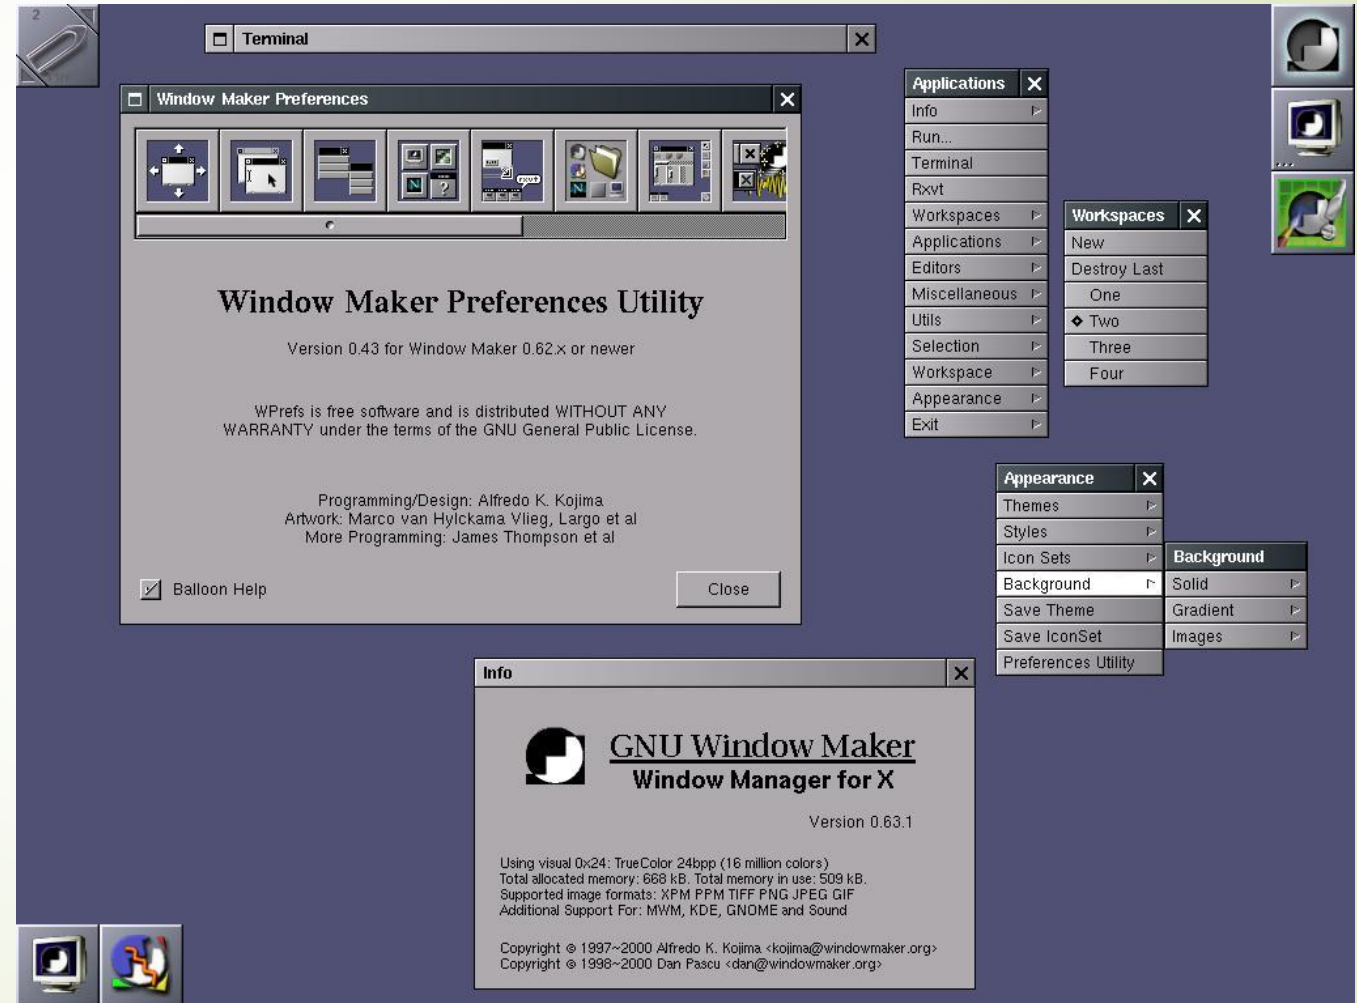 2
Terminal
Window Maker Preferences
rxvt
N
N
?
Window Maker Preferences Utility
Version 0.43 for Window Maker 0.62.x or newer
WPrefs is free software and is distributed WITHOUT ANY
WARRANTY under the terms of the GNU General Public License.
Programming/Design: Alfredo K. Kojima
Artwork: Marco van Hylckama Vlieg, Largo et al
More Programming: James Thompson et al
Balloon Help
Close
Applications
Info
Run...
Terminal
Rxvt
Workspaces
Applications
Editors
Miscellaneous
Utils
Selection
Workspace
Appearance
Exit
Workspaces
New
Destroy Last
One
Two
Three
Four
Appearance
Themes
Styles
Icon Sets
Background
Save Theme
Save IconSet
Preferences Utility
Background
Solid
Gradient
Images
Info
GNU Window Maker
Window Manager for X
Version 0.63.1
Using visual 0x24: TrueColor 24bpp (16 million colors)
Total allocated memory: 668 kB. Total memory in use: 509 kB.
Supported image formats: XPM PPM TIFF PNG JPEG GIF
Additional Support For: MWM, KDE, GNOME and Sound
Copyright © 1997~2000 Alfredo K. Kojima <kojima@windowmaker.org>
Copyright © 1998~2000 Dan Pascu <dan@windowmaker.org>